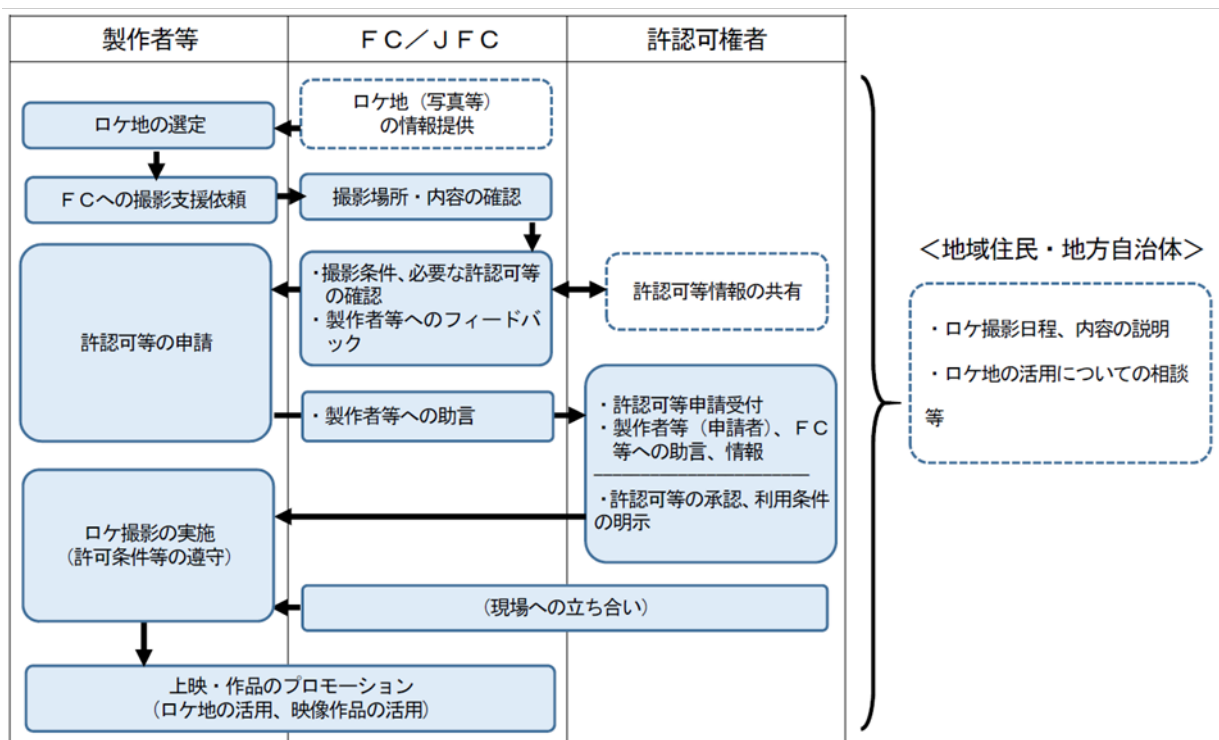 製作者等
ＦＣ／ＪＦＣ
許認可権者
ロケ地（写真等）
の情報提供
ロケ地の選定
ＦＣへの撮影支援依頼
撮影場所・内容の確認
・撮影条件、必要な許認可等
の確認
・製作者等へのフィードバ
ック
許認可等情報の共有
許認可等の申請
・製作者等への助言
・許認可等申請受付
・製作者等（申請者）、ＦＣ
等への助言、情報
・許認可等の承認、利用条件
の明示
ロケ撮影の実施
（許可条件等の遵守）
（現場への立ち合い）
上映・作品のプロモーション
（ロケ地の活用、映像作品の活用）
＜地域住民・地方自治体＞
・ロケ撮影日程、内容の説明
・ロケ地の活用についての相談
等